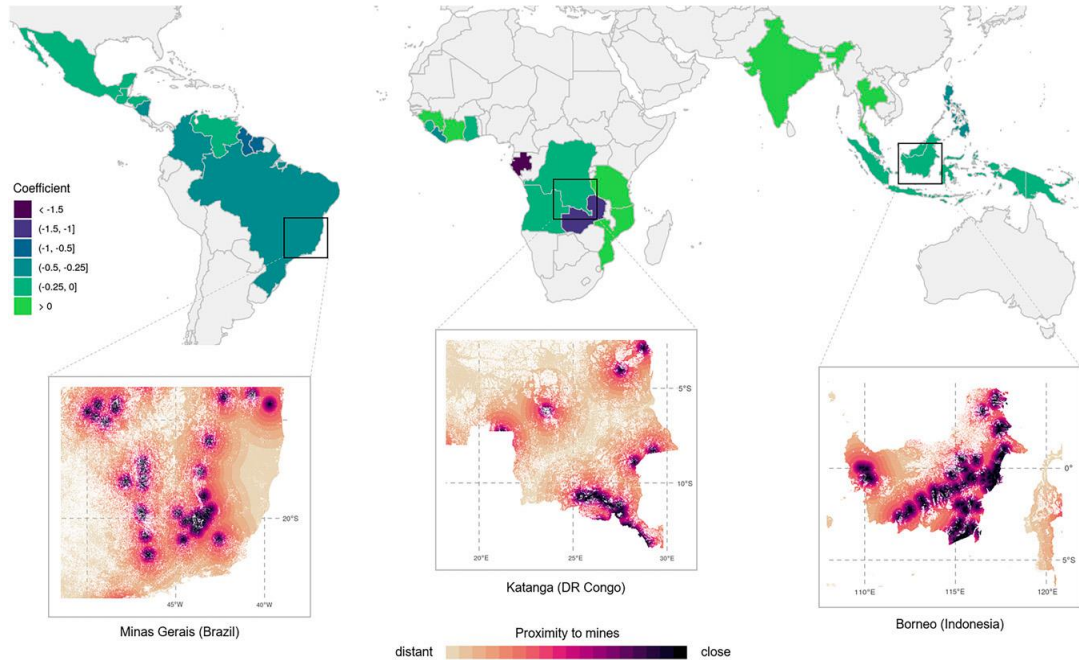 Coefficient
< -1.5
(-1.5, -1]
(-1, -0.5]
(-0.5, -0.25]
(-0.25, 0]
> 0
20°S
45°W
40°W
Minas Gerais (Brazil)
5°S
10°S
20°E
25°E
30°E
Katanga (DR Congo)
0°
5°S
110°E
115°E
120°E
Borneo (Indonesia)
Proximity to mines
distant
close